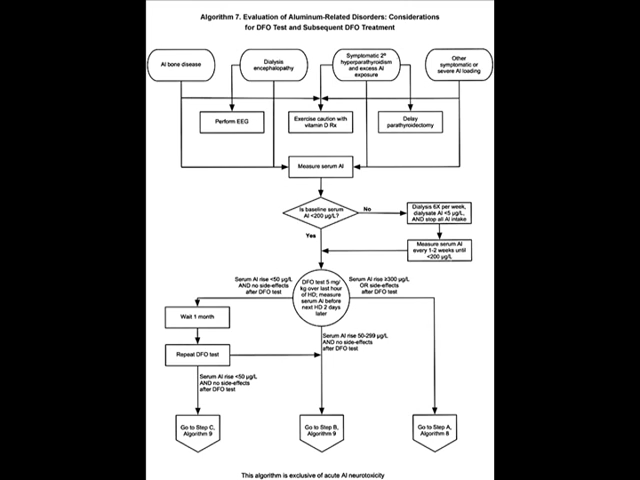 Algorithm 7. Evaluation of Aluminum-Related Disorders: Considerations
for DFO Test and Subsequent DFO Treatment
Al bone disease
Dialysis
encephalopathy
Symptomatic 2º
hyperparathyroidism
and excess Al
exposure
Other
symptomatic or
severe Al loading
Perform EEG
Exercise caution with
vitamin D Rx
Delay
parathyroidectomy
Measure serum Al
Is baseline serum
Al <200 µg/L?
No
Dialysis 6X per week,
dialysate Al <5 µg/L,
AND stop all Al intake
Yes
Measure serum Al
every 1-2 weeks until
<200 µg/L
Serum Al rise <50 µg/L
AND no side-effects
after DFO test
DFO test 5 mg/
kg over last hour
of HD; measure
serum Al before
next HD 2 days
later
Serum Al rise ≥300 µg/L
OR side-effects
after DFO test
Wait 1 month
Serum Al rise 50-299 µg/L
AND no side-effects
after DFO test
Repeat DFO test
Serum Al rise <50 µg/L
AND no side-effects
after DFO test
Go to Step C,
Algorithm 9
Go to Step B,
Algorithm 9
Go to Step A,
Algorithm 8
This algorithm is exclusive of acute Al neurotoxicity